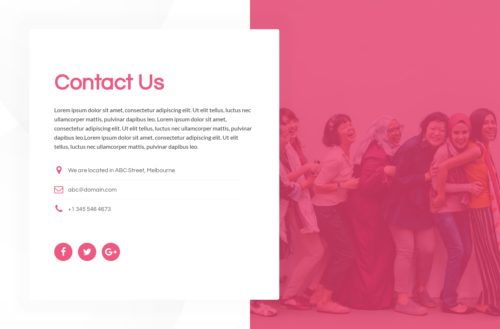 Contact Us
Lorem ipsum dolor sit amet, consectetur adipiscing elit. Ut elit tellus, luctus nec
ullamcorper mattis, pulvinar dapibus leo. Lorem ipsum dolor sit amet,
consectetur adipiscing elit. Ut elit tellus, luctus nec ullamcorper mattis, pulvinar
dapibus leo.Lorem ipsum dolor sit amet, consectetur adipiscing elit. Ut elit
tellus, luctus nec ullamcorper mattis, pulvinar dapibus leo.
We are located in ABC Street, Melbourne
abc@domain.com
+1 345 546 4673
f
G+